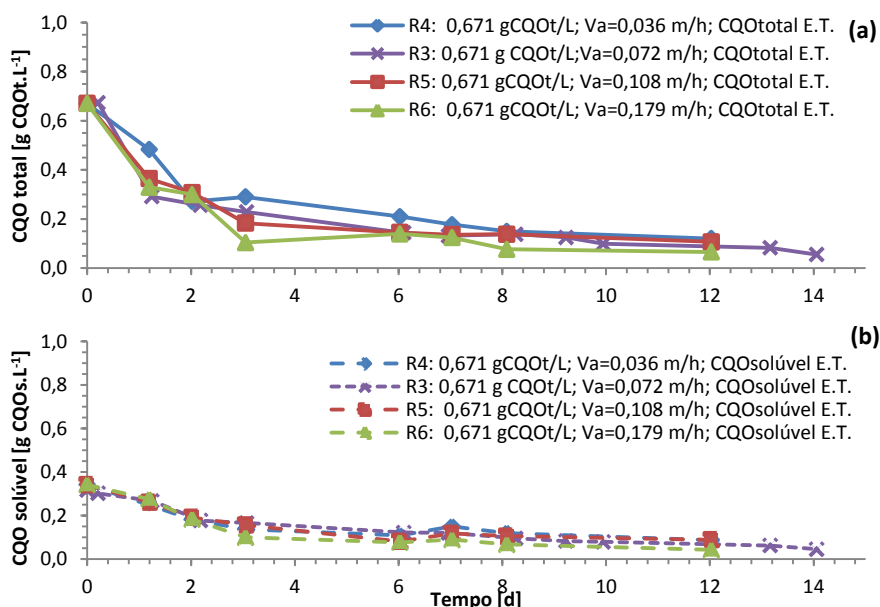 1,0
0,8
0,6
0,4
0,2
0,0
CQO total [g CQOt.L-1]
R4: 0,671 gCQOt/L; Va=0,036 m/h; CQOtotal E.T.
R3: 0,671 g CQOt/L;Va=0,072 m/h; CQOtotal E.T.
R5: 0,671 gCQOt/L; Va=0,108 m/h; CQOtotal E.T.
R6: 0,671 gCQOt/L; Va=0,179 m/h; CQOtotal E.T.
(a)
0 2 4 6 8 10 12 14
1,0
0,8
0,6
0,4
0,2
0,0
CQO solúvel [g CQOs.L-1]
(b)
R4: 0,671 gCQOt/L; Va=0,036 m/h; CQOsolúvel E.T.
R3: 0,671 g CQOt/L; Va=0,072 m/h; CQOsolúvel E.T.
R5: 0,671 gCQOt/L; Va=0,108 m/h; CQOsolúvel E.T.
R6: 0,671 gCQOt/L; Va=0,179 m/h; CQOsolúvel E.T.
0 2 4 6 8 10 12 14
Tempo [d]